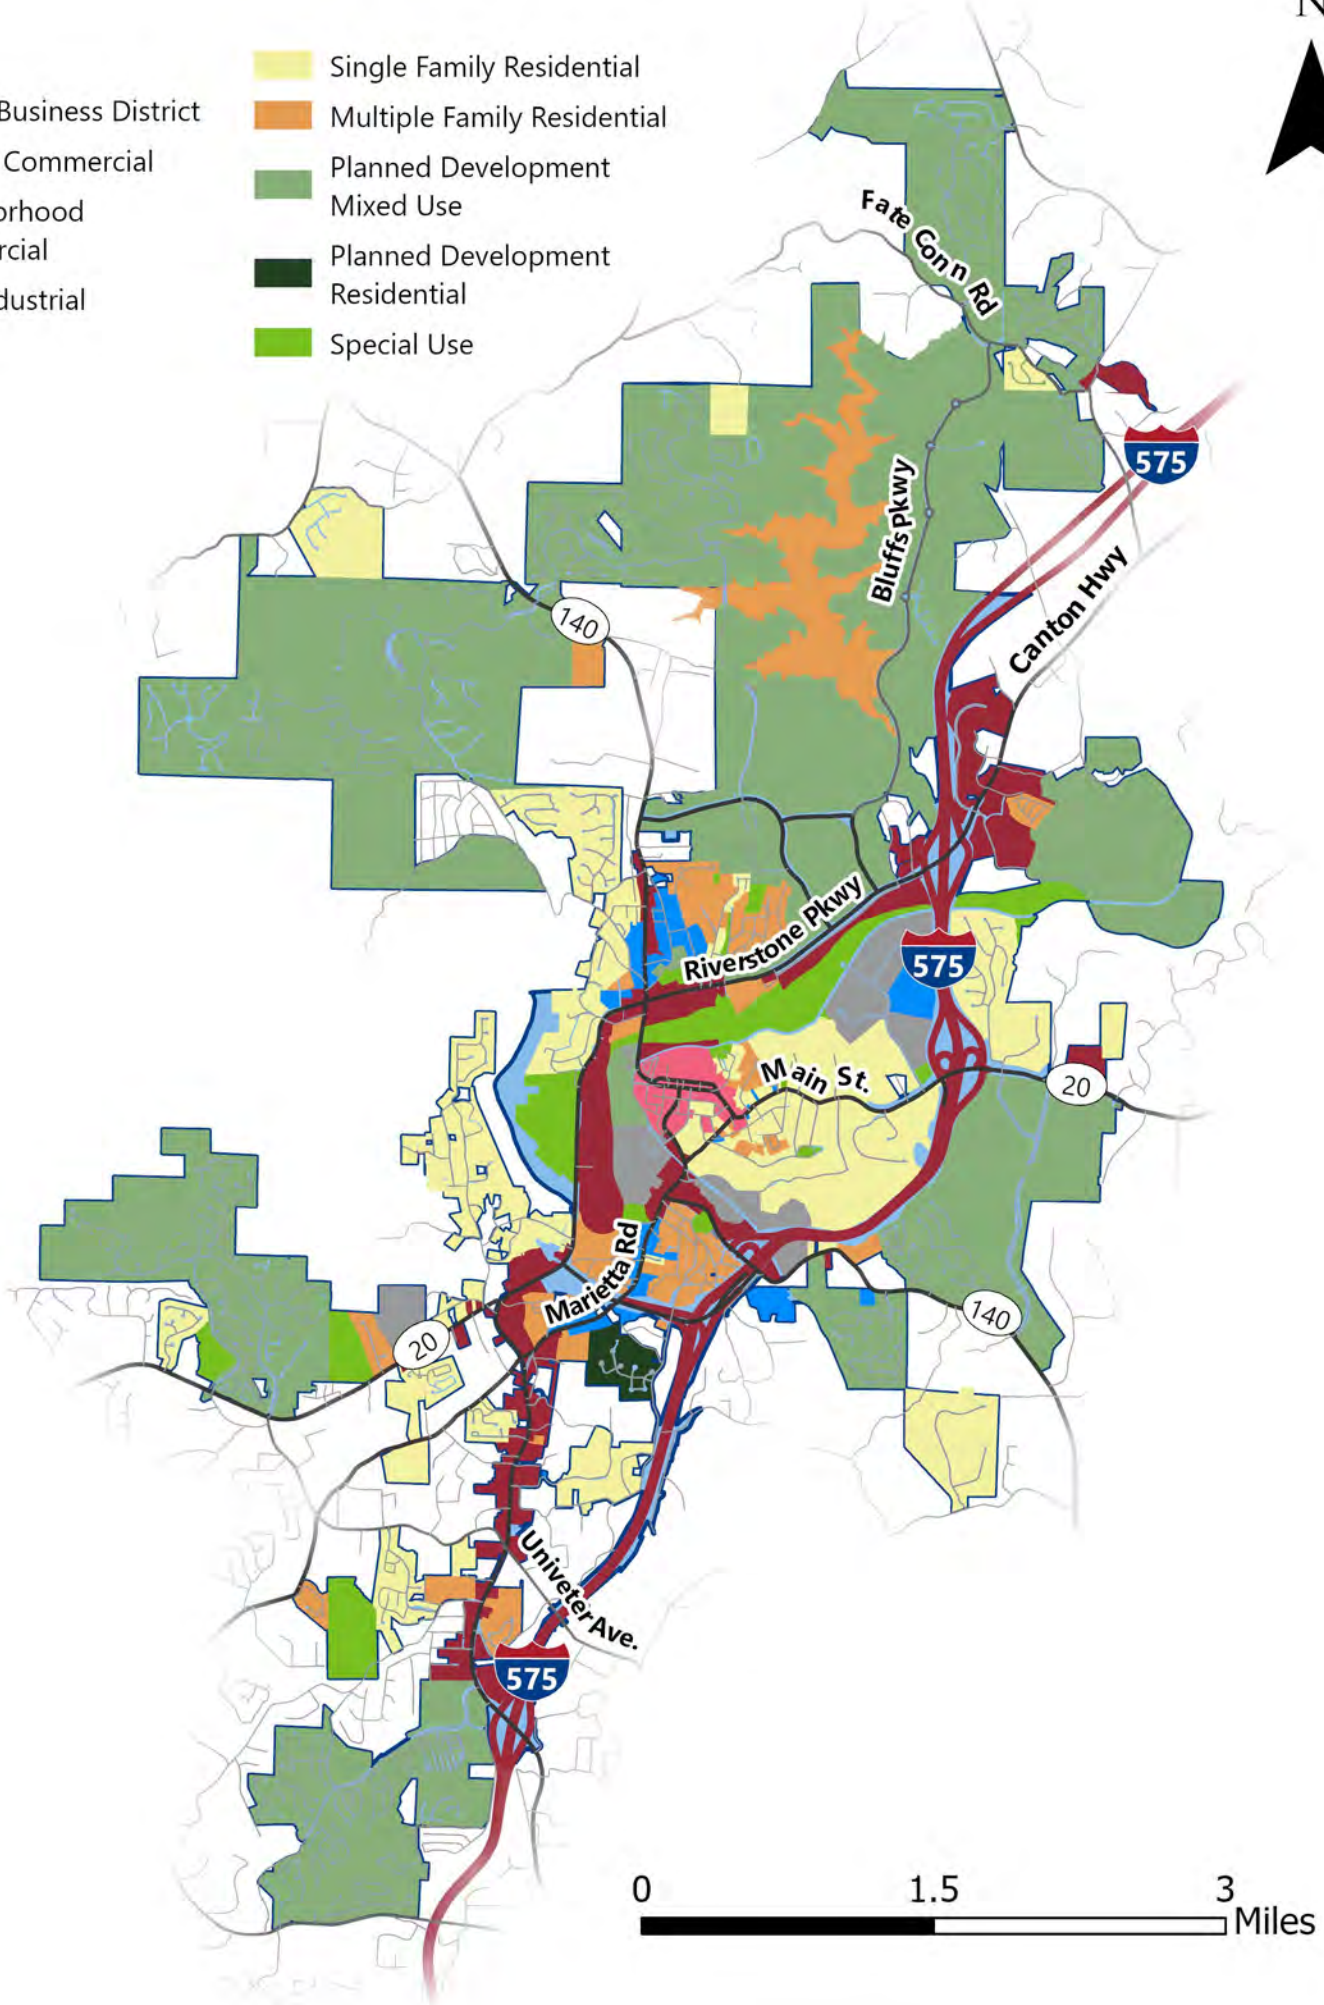 N
Business District
Commercial
orhood
rcial
dustrial
Single Family Residential
Multiple Family Residential
Planned Development
Mixed Use
Planned Development
Residential
Special Use
Fate Conn Rd
575
Bluffs Pkwy
Canton Hwy
140
Riverstone Pkwy
575
Main St.
20
Marietta Rd
140
20
Univeter Ave.
575
0 1.5 3
Miles